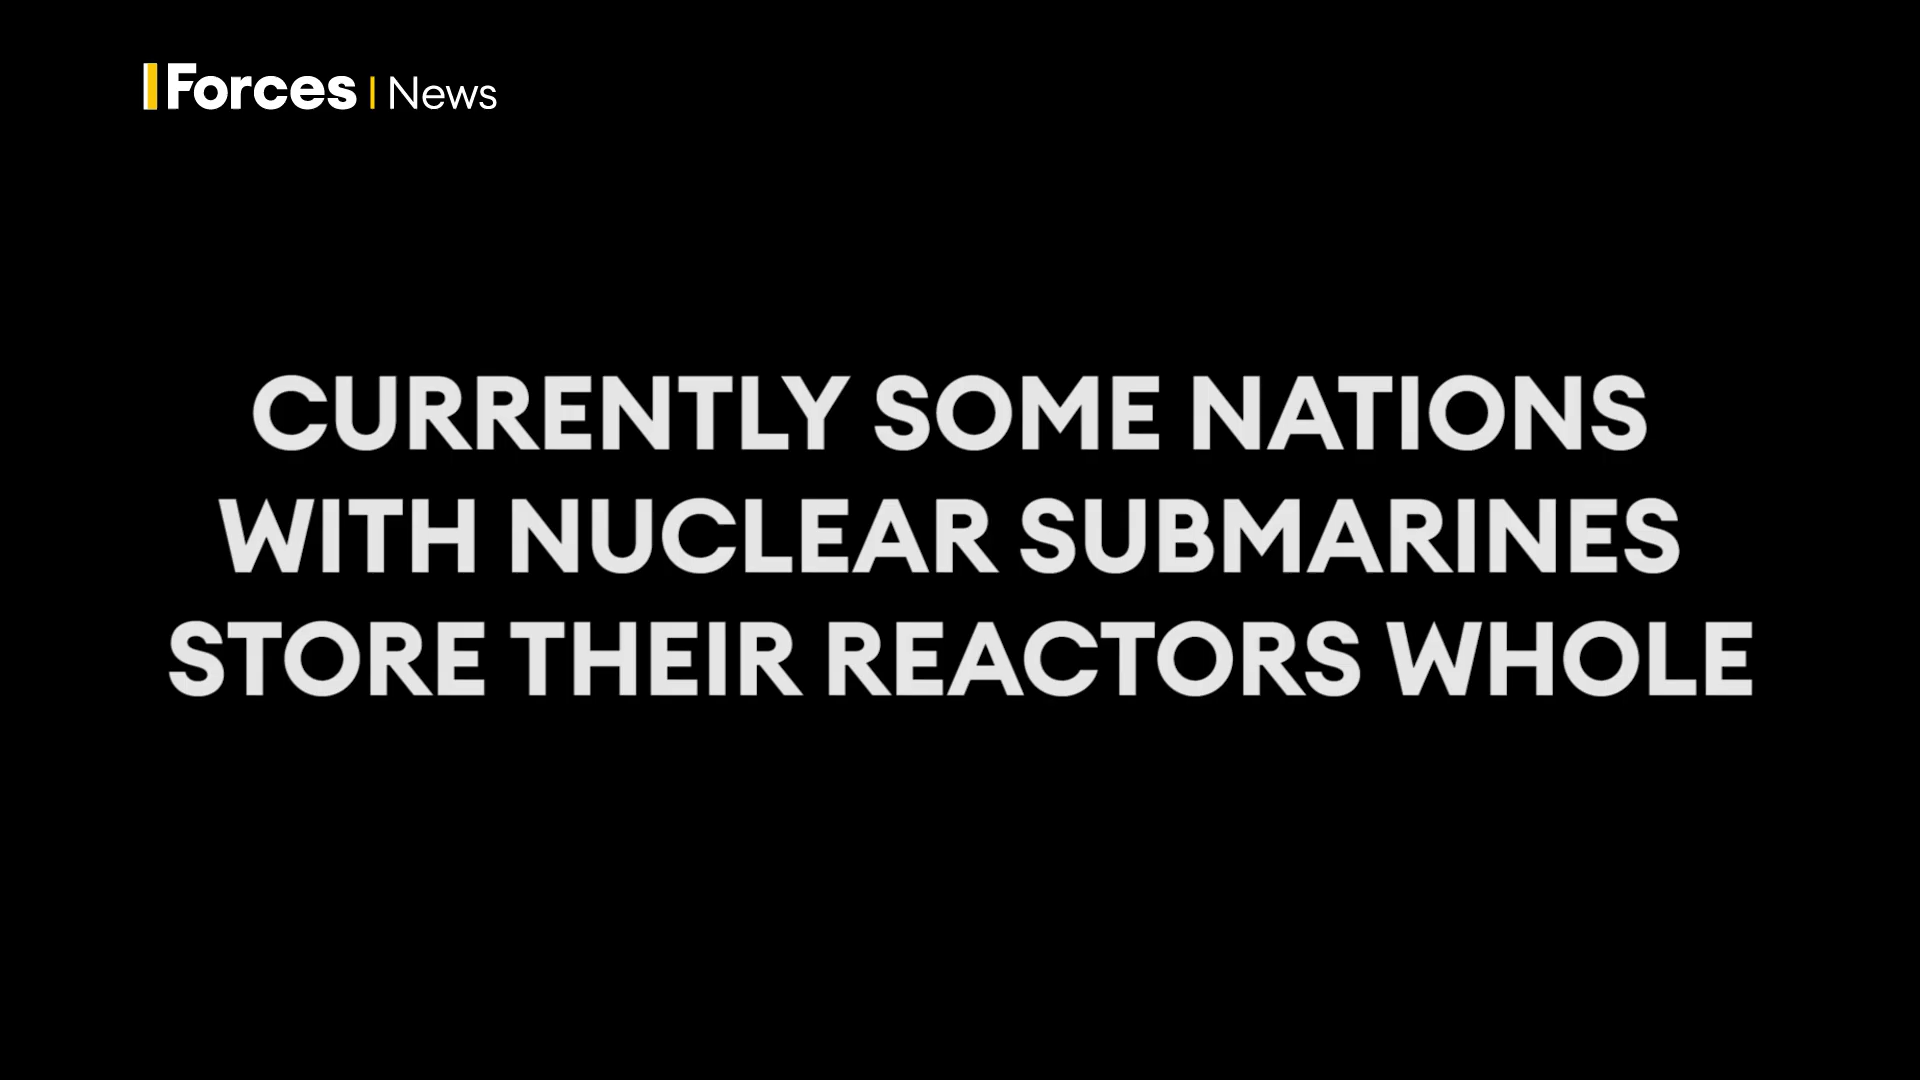 Forces | News
CURRENTLY SOME NATIONS
WITH NUCLEAR SUBMARINES
STORE THEIR REACTORS WHOLE